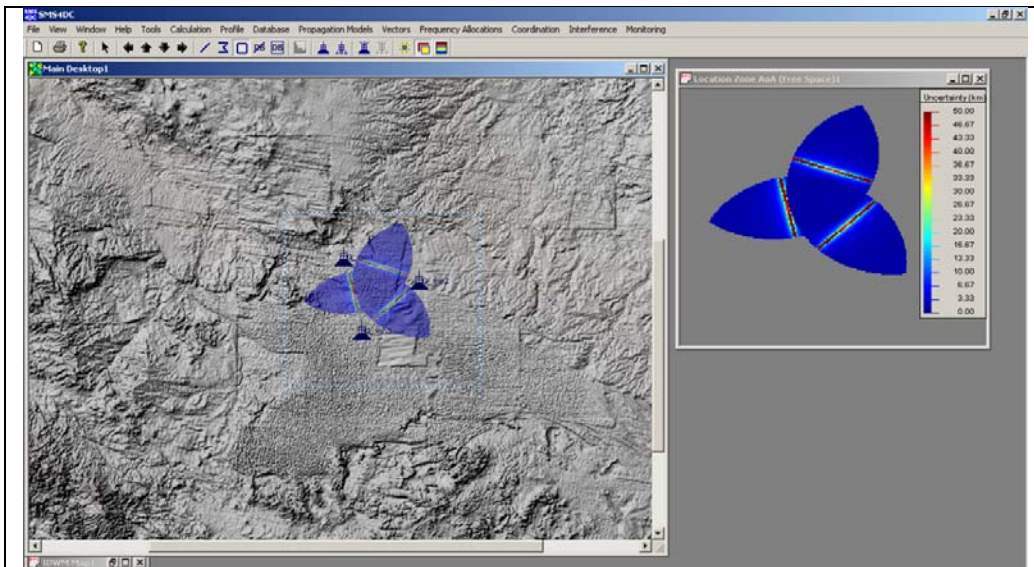 SMS4DC
File View Window Help Tools Calculation Profile Database Propagation Models Vectors Frequency Allocations Coordination Interference Monitoring
DB
Main Desktop1
Location Zone AoA (Free Space)1
Uncertainty (km)
50.00
46.67
43.33
40.00
36.67
33.33
30.00
26.67
23.33
20.00
16.67
13.33
10.00
6.67
3.33
0.00
IDWM Map1